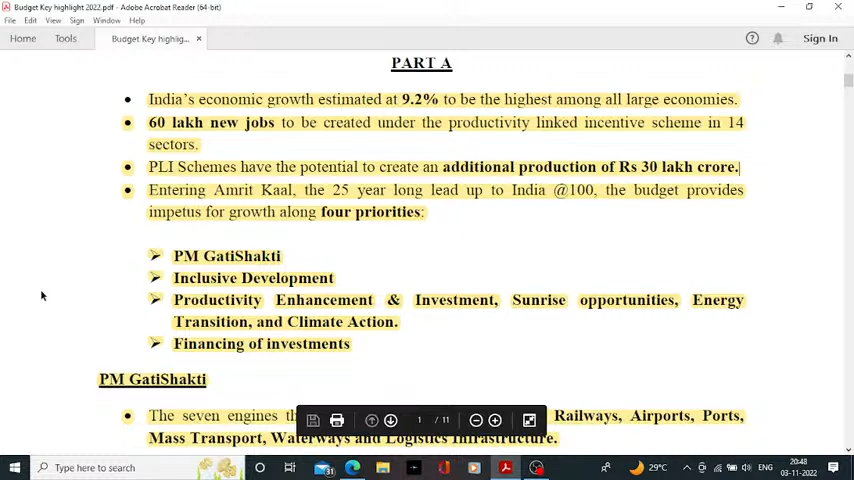 Budget Key highlight 2022.pdf - Adobe Acrobat Reader (64-bit)
File Edit View Sign Window Help
Home Tools Budget Key highlig... × Sign In
PART A
• India's economic growth estimated at 9.2% to be the highest among all large economies.
• 60 lakh new jobs to be created under the productivity linked incentive scheme in 14
sectors.
• PLI Schemes have the potential to create an additional production of Rs 30 lakh crore.
• Entering Amrit Kaal, the 25 year long lead up to India @100, the budget provides
impetus for growth along four priorities:
➢ PM GatiShakti
➢ Inclusive Development
➢ Productivity Enhancement & Investment, Sunrise opportunities, Energy
Transition, and Climate Action.
➢ Financing of investments
PM GatiShakti
• The seven engines Railways, Airports, Ports,
1 / 11
Mass Transport, Waterways and Logistics Infrastructure.
Type here to search 31 29°C ENG 20:48
03-11-2022